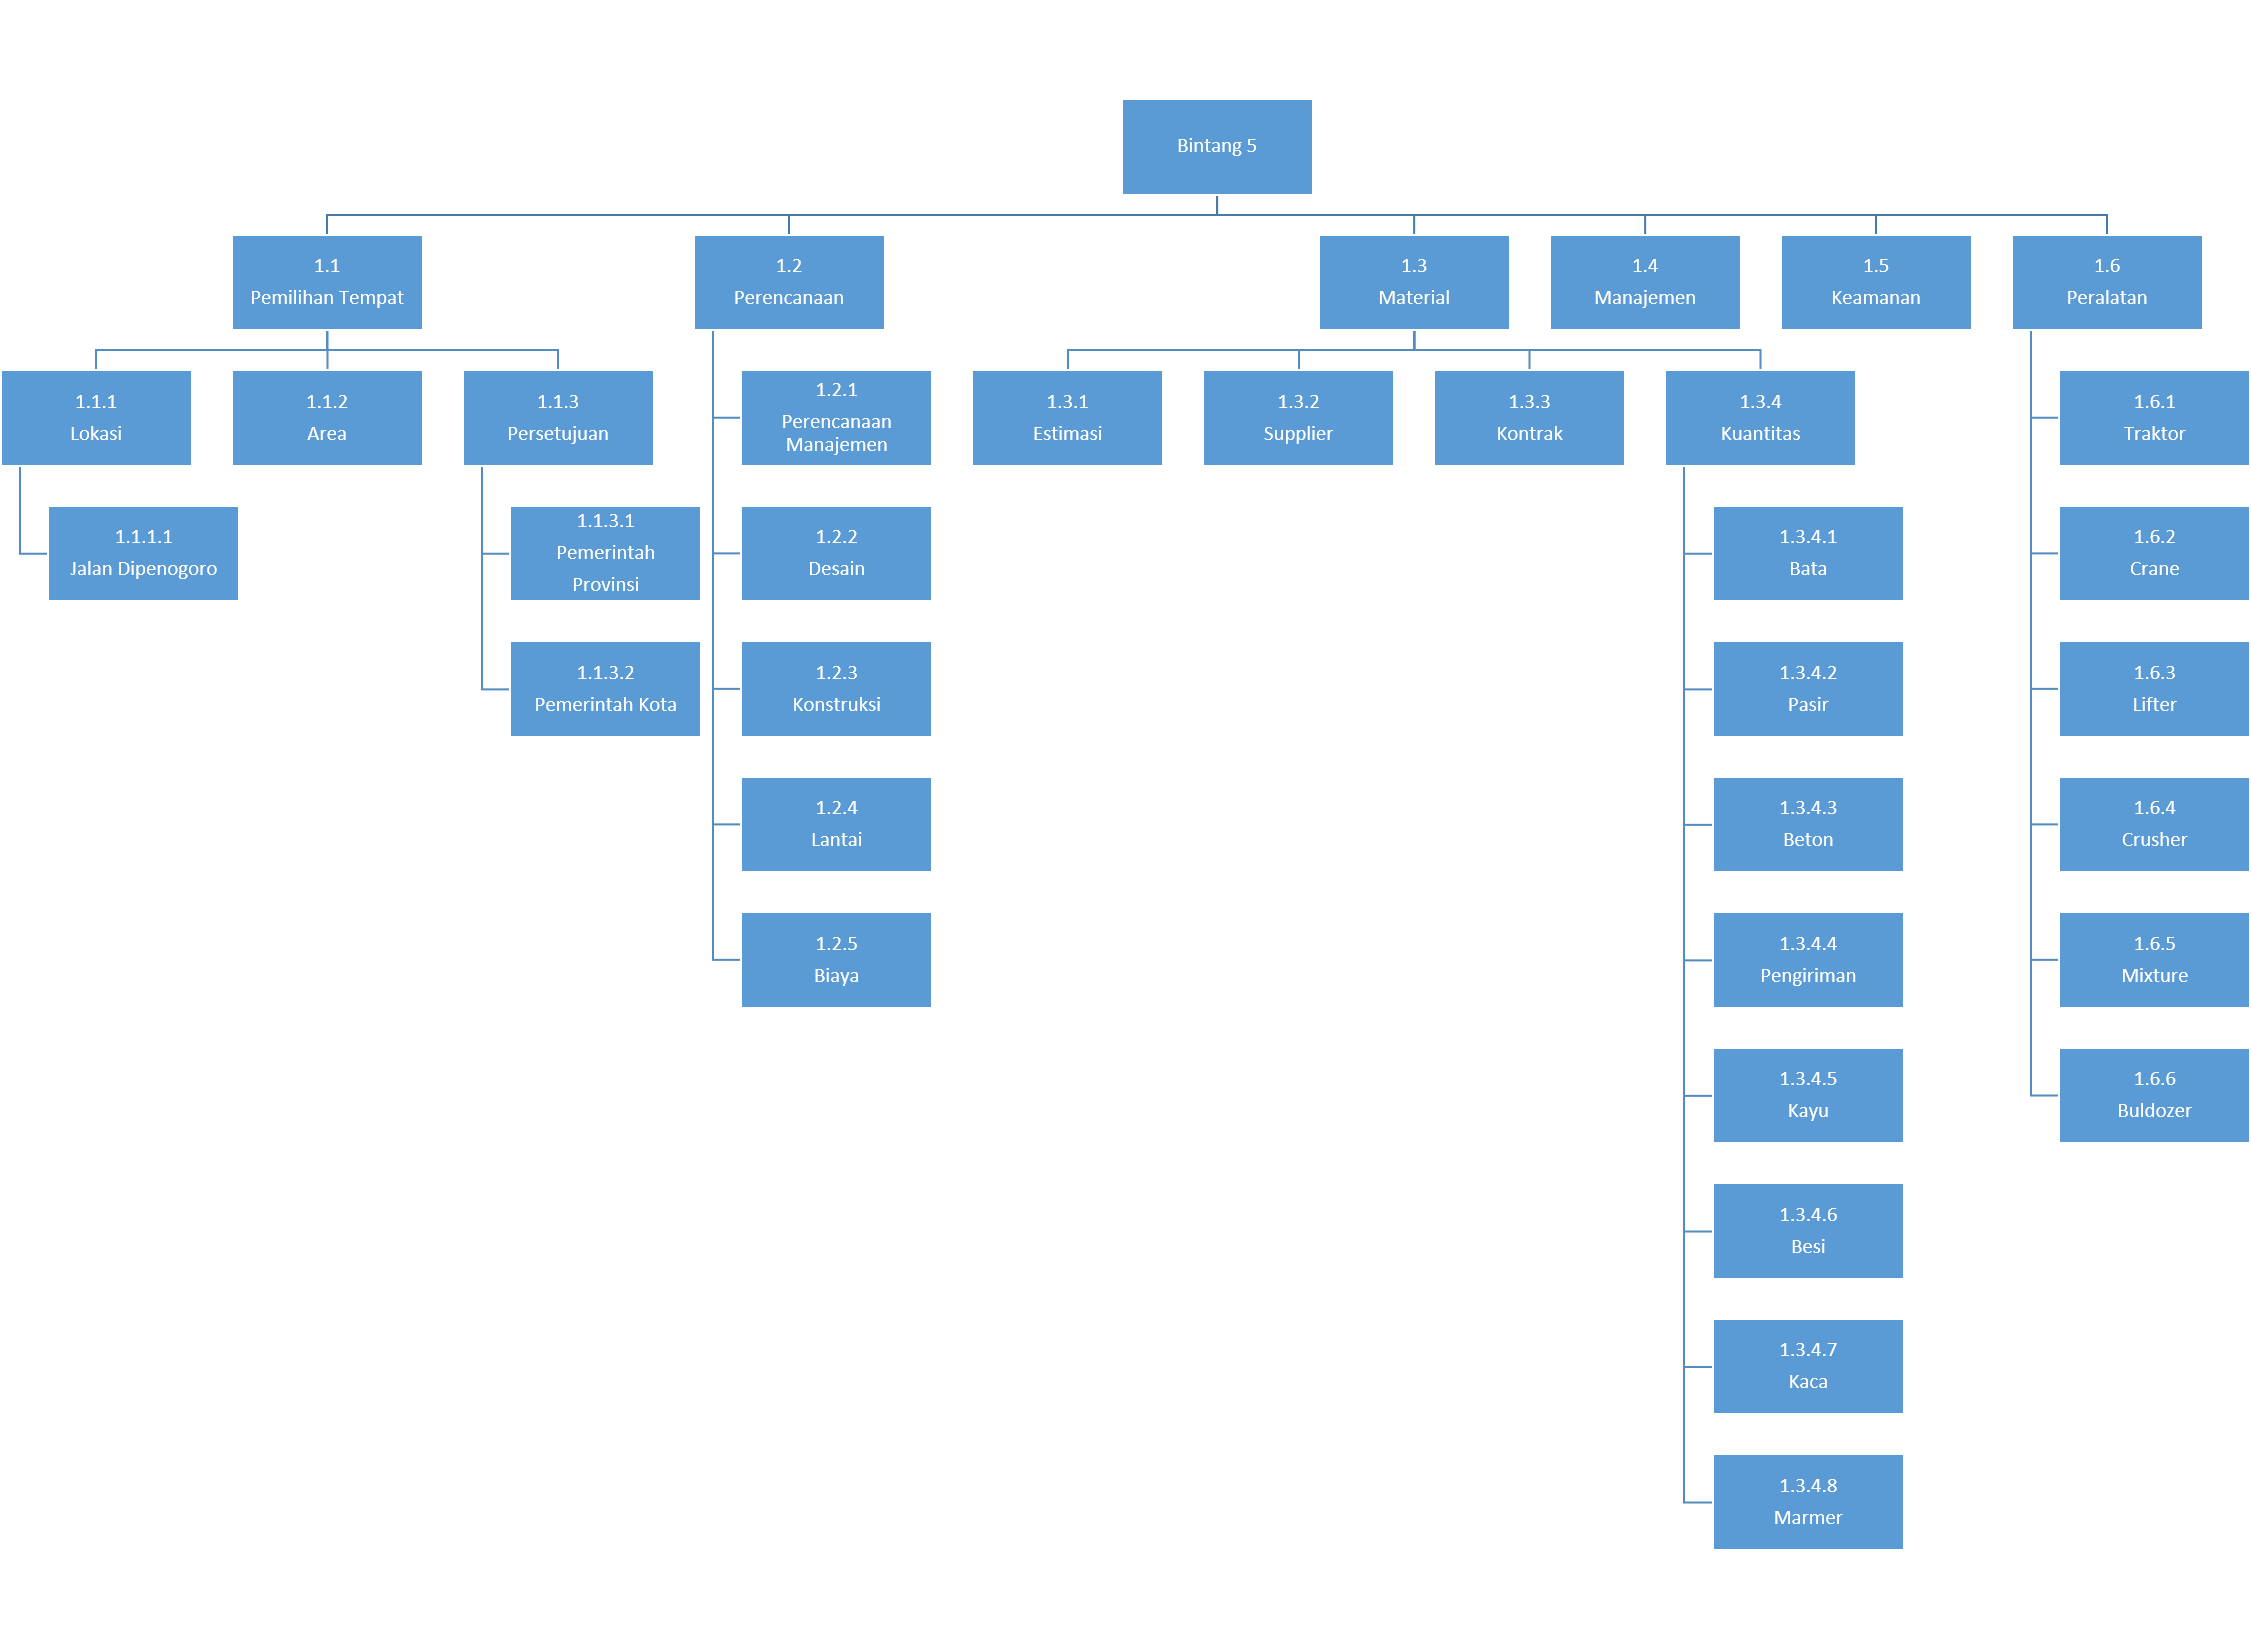 Bintang 5
1.1
Pemilihan Tempat
1.2
Perencanaan
1.3
Material
1.4
Manajemen
1.5
Keamanan
1.6
Peralatan
1.1.1
Lokasi
1.1.2
Area
1.1.3
Persetujuan
1.2.1
Perencanaan
Manajemen
1.3.1
Estimasi
1.3.2
Supplier
1.3.3
Kontrak
1.3.4
Kuantitas
1.6.1
Traktor
1.1.1.1
Jalan Dipenogoro
1.1.3.1
Pemerintah
Provinsi
1.2.2
Desain
1.3.4.1
Bata
1.6.2
Crane
1.1.3.2
Pemerintah Kota
1.2.3
Konstruksi
1.3.4.2
Pasir
1.6.3
Lifter
1.2.4
Lantai
1.3.4.3
Beton
1.6.4
Crusher
1.2.5
Biaya
1.3.4.4
Pengiriman
1.6.5
Mixture
1.3.4.5
Kayu
1.6.6
Buldozer
1.3.4.6
Besi
1.3.4.7
Kaca
1.3.4.8
Marmer